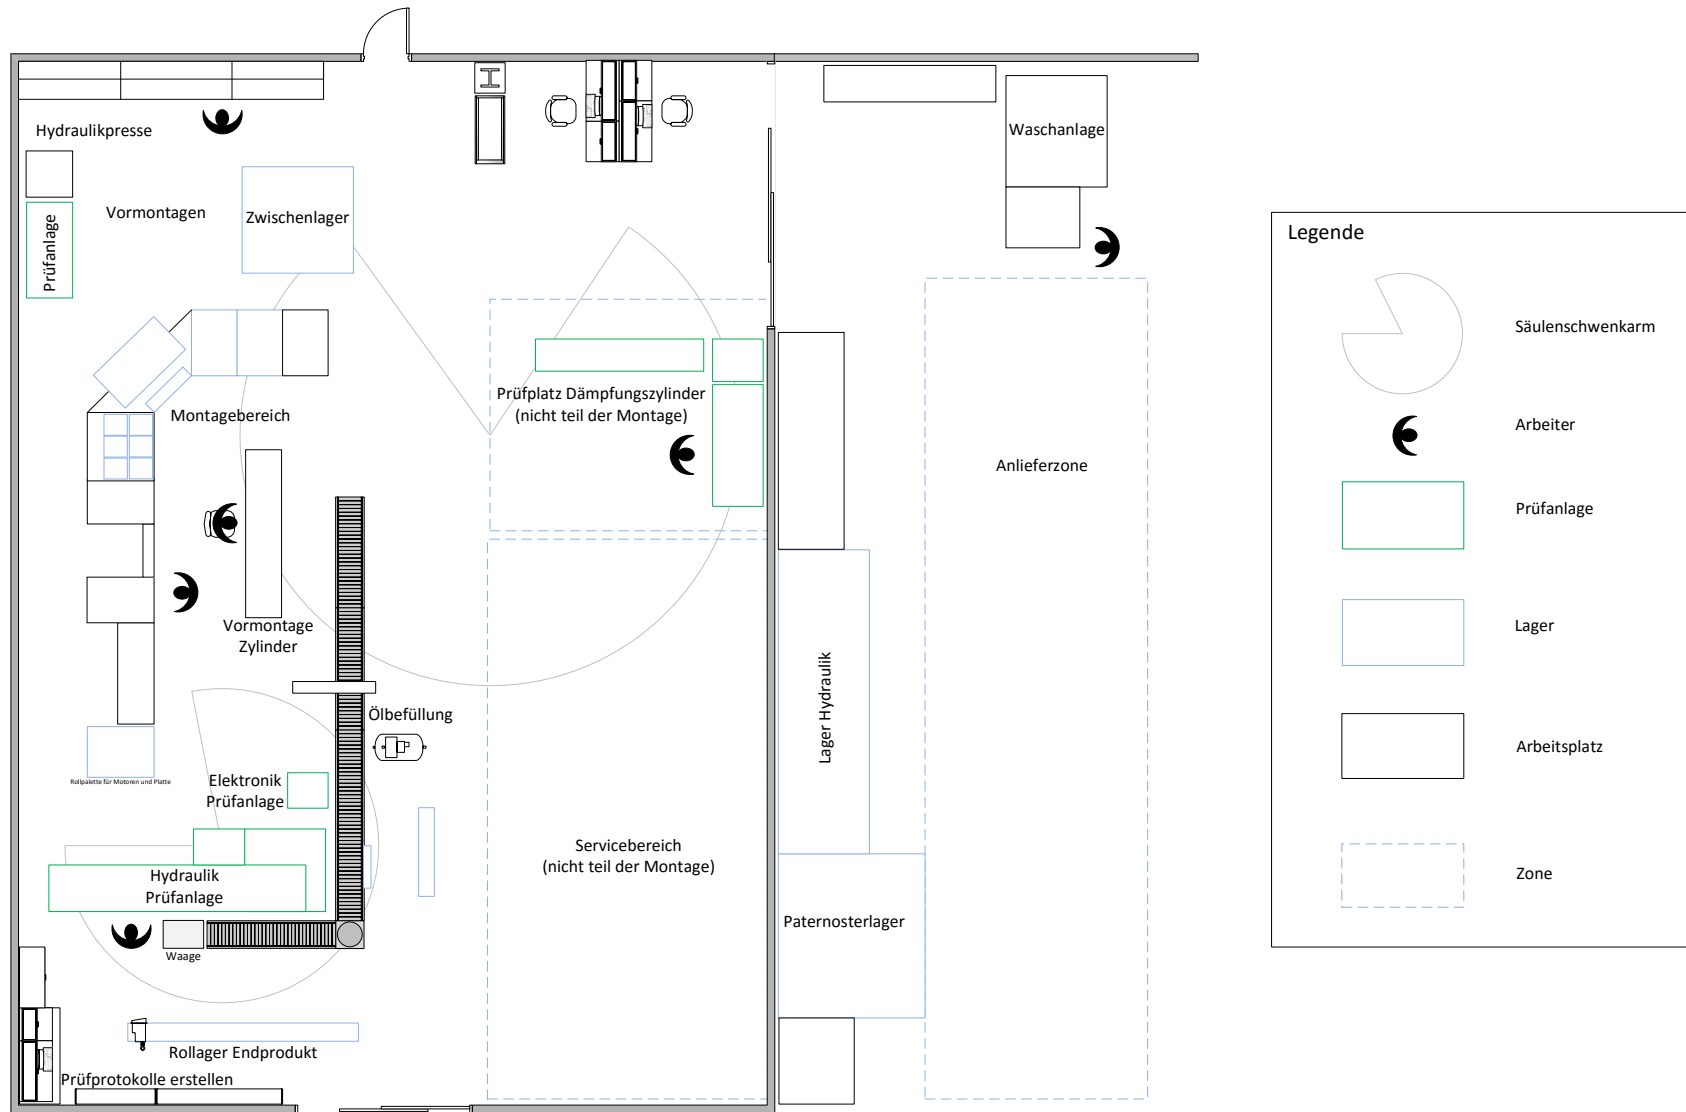 Hydraulikpresse
Waschanlage
Vormontagen
Zwischenlager
Prüfanlage
Legende
Säulenschwenkarm
Prüfplatz Dämpfungszylinder
(nicht teil der Montage)
Montagebereich
Arbeiter
Anlieferzone
Prüfanlage
Vormontage
Zylinder
Lager
Lager Hydraulik
Ölbefüllung
Arbeitsplatz
Rollpalette für Motoren und Platte
Elektronik
Prüfanlage
Servicebereich
(nicht teil der Montage)
Hydraulik
Prüfanlage
Zone
Paternosterlager
Waage
Rollager Endprodukt
Prüfprotokolle erstellen